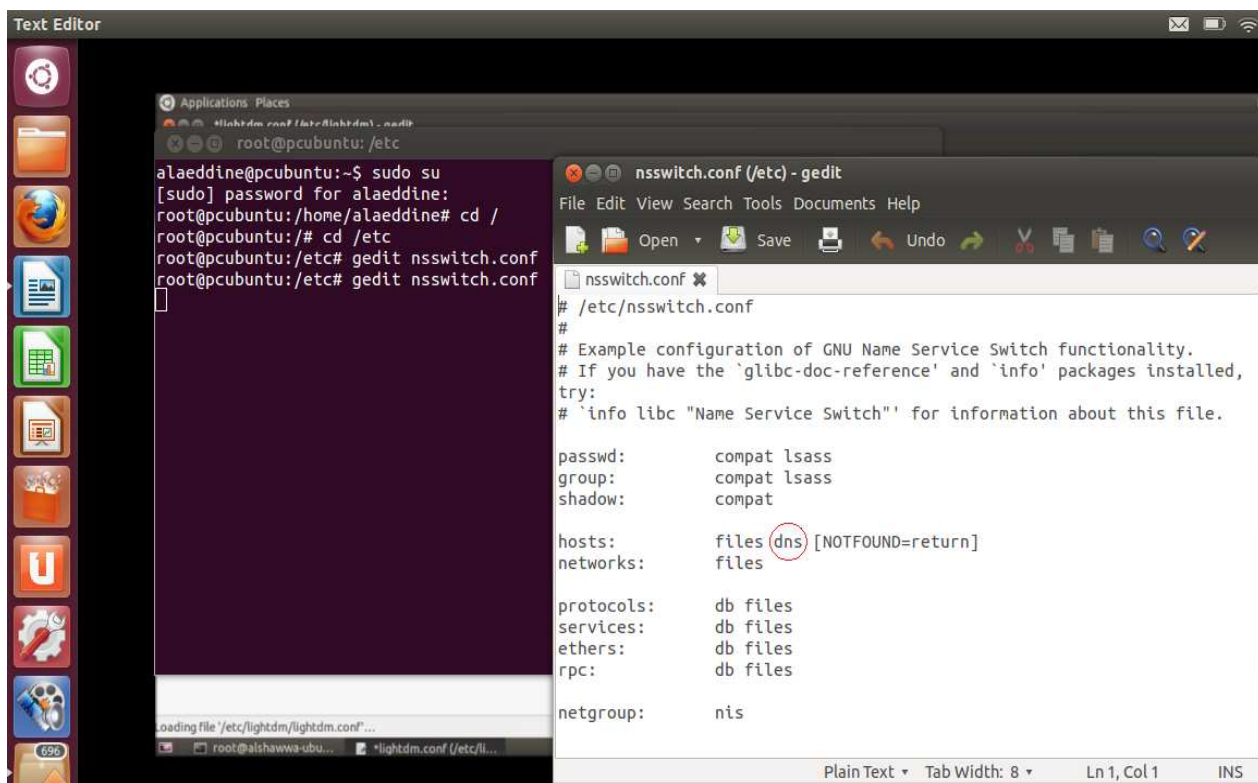 Text Editor
Applications Places
*lightdm.conf (/etc/lightdm) - gedit
root@pcubuntu: /etc
alaeddine@pcubuntu:~$ sudo su
[sudo] password for alaeddine:
root@pcubuntu:/home/alaeddine# cd /
root@pcubuntu:/# cd /etc
root@pcubuntu:/etc# gedit nsswitch.conf
root@pcubuntu:/etc# gedit nsswitch.conf
Loading file '/etc/lightdm/lightdm.conf'...
root@alshawwa-ubu...
*lightdm.conf (/etc/li...
696
nsswitch.conf (/etc) - gedit
File Edit View Search Tools Documents Help
Open Save Undo
nsswitch.conf
# /etc/nsswitch.conf
#
# Example configuration of GNU Name Service Switch functionality.
# If you have the `glibc-doc-reference' and `info' packages installed,
try:
# `info libc "Name Service Switch"' for information about this file.
passwd: compat lsass
group: compat lsass
shadow: compat
hosts: files dns [NOTFOUND=return]
networks: files
protocols: db files
services: db files
ethers: db files
rpc: db files
netgroup: nis
Plain Text Tab Width: 8 Ln 1, Col 1 INS